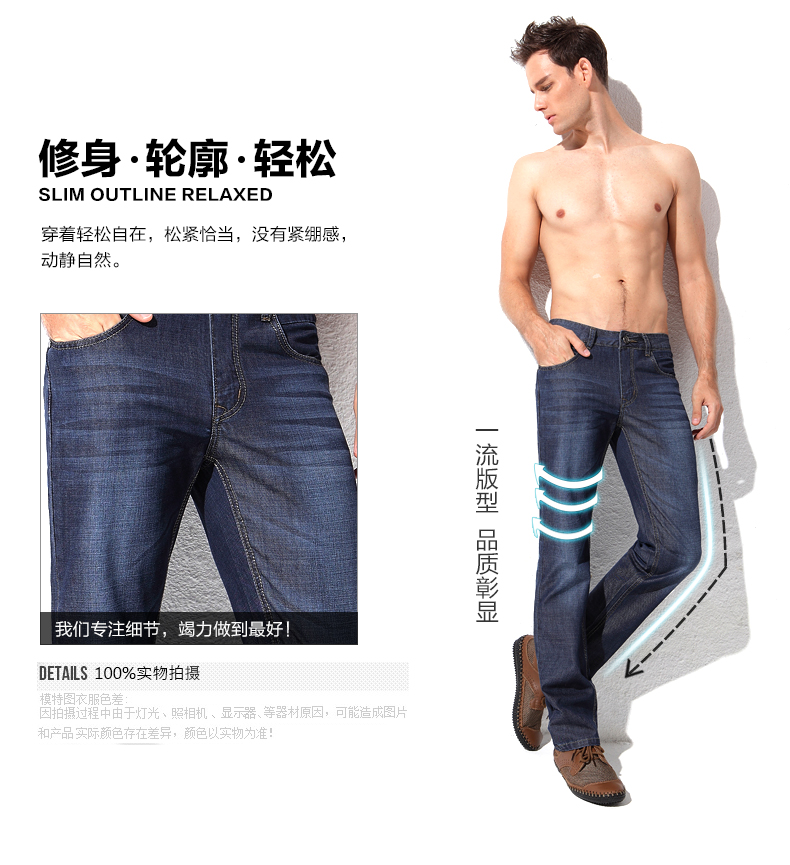 修身·轮廓·轻松
SLIM OUTLINE RELAXED
穿着轻松自在，松紧恰当，没有紧绷感，
动静自然。
一流版型 品质彰显
我们专注细节，竭力做到最好！
DETAILS 100%实物拍摄
模特图衣服色差：
因拍摄过程中由于灯光、照相机、显示器、等器材原因，可能造成图片
和产品实际颜色存在差异，颜色以实物为准！